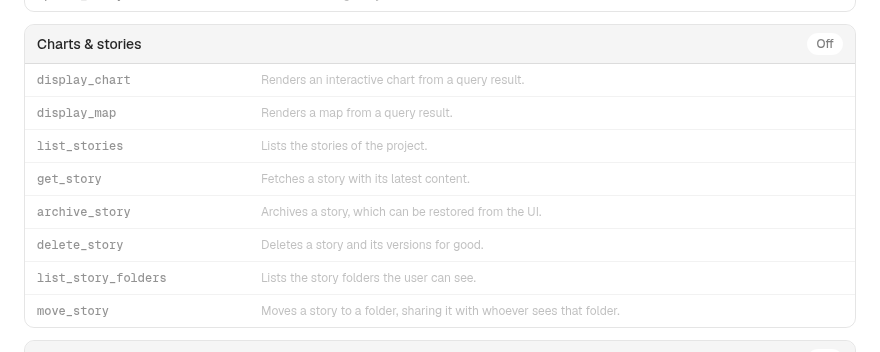 Charts & stories Off
display_chart Renders an interactive chart from a query result.
display_map Renders a map from a query result.
list_stories Lists the stories of the project.
get_story Fetches a story with its latest content.
archive_story Archives a story, which can be restored from the UI.
delete_story Deletes a story and its versions for good.
list_story_folders Lists the story folders the user can see.
move_story Moves a story to a folder, sharing it with whoever sees that folder.